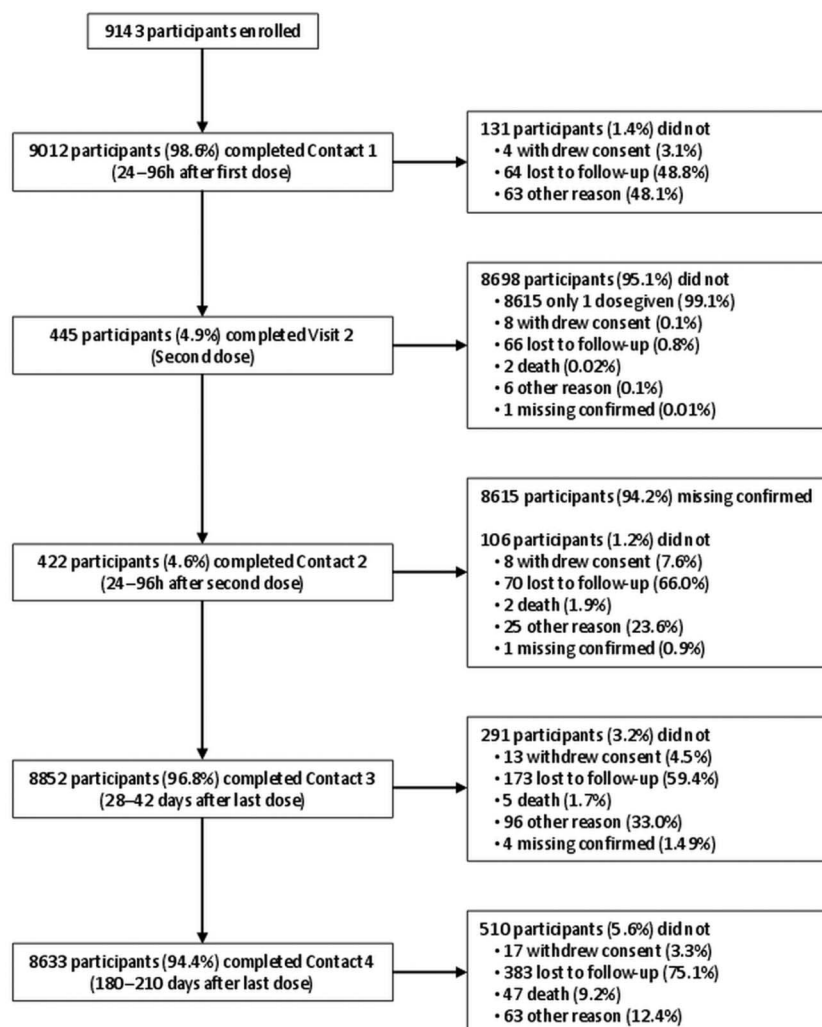 9143 participants enrolled
9012 participants (98.6%) completed Contact 1
(24–96h after first dose)
131 participants (1.4%) did not
• 4 withdrew consent (3.1%)
• 64 lost to follow-up (48.8%)
• 63 other reason (48.1%)
445 participants (4.9%) completed Visit 2
(Second dose)
8698 participants (95.1%) did not
• 8615 only 1 dose given (99.1%)
• 8 withdrew consent (0.1%)
• 66 lost to follow-up (0.8%)
• 2 death (0.02%)
• 6 other reason (0.1%)
• 1 missing confirmed (0.01%)
422 participants (4.6%) completed Contact 2
(24–96h after second dose)
8615 participants (94.2%) missing confirmed
106 participants (1.2%) did not
• 8 withdrew consent (7.6%)
• 70 lost to follow-up (66.0%)
• 2 death (1.9%)
• 25 other reason (23.6%)
• 1 missing confirmed (0.9%)
8852 participants (96.8%) completed Contact 3
(28–42 days after last dose)
291 participants (3.2%) did not
• 13 withdrew consent (4.5%)
• 173 lost to follow-up (59.4%)
• 5 death (1.7%)
• 96 other reason (33.0%)
• 4 missing confirmed (1.49%)
8633 participants (94.4%) completed Contact 4
(180–210 days after last dose)
510 participants (5.6%) did not
• 17 withdrew consent (3.3%)
• 383 lost to follow-up (75.1%)
• 47 death (9.2%)
• 63 other reason (12.4%)